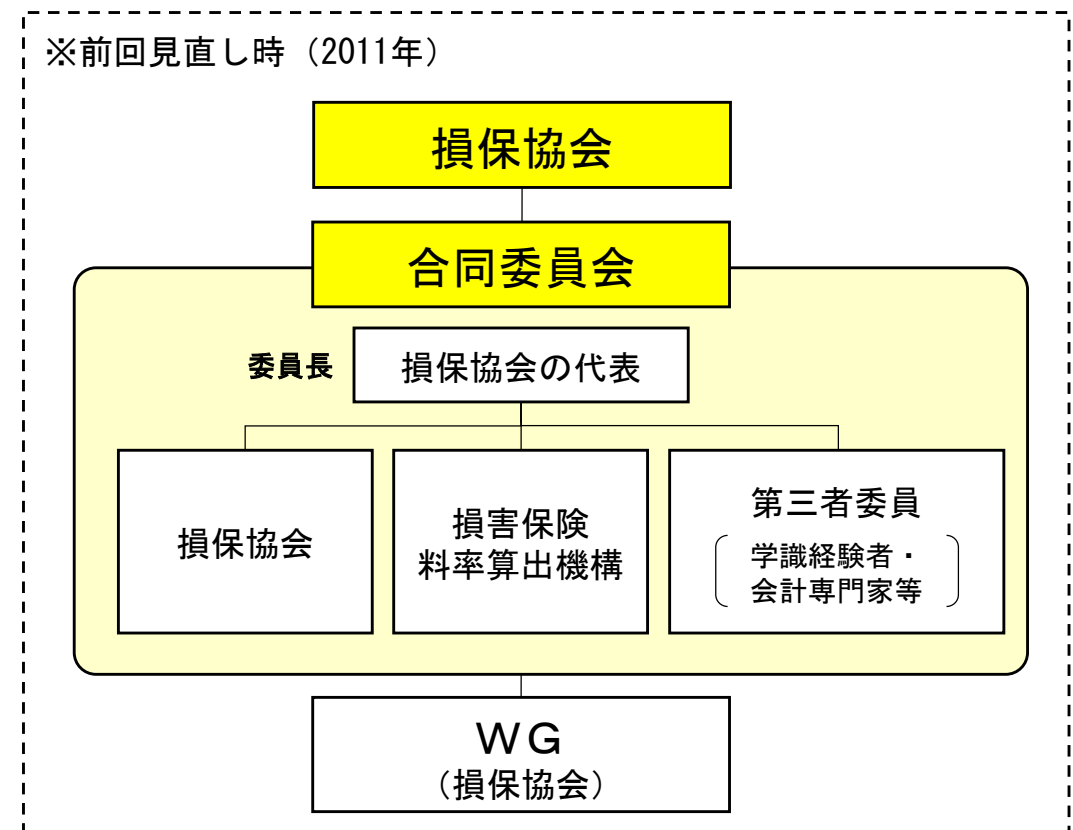 ※前回見直し時（2011年）
損保協会
合同委員会
委員長
損保協会の代表
損保協会
損害保険
料率算出機構
第三者委員
学識経験者・
会計専門家等
ＷＧ
（損保協会）